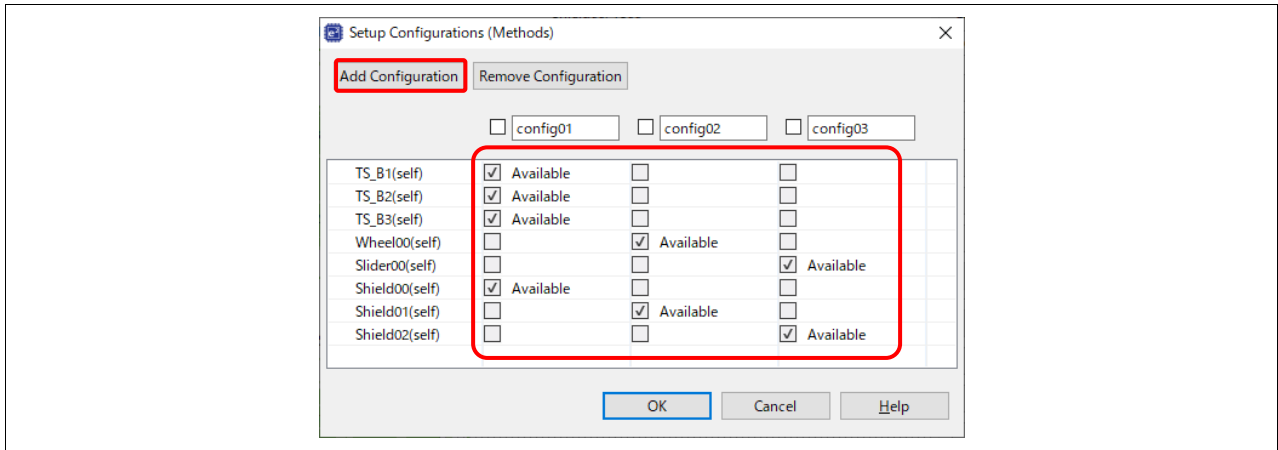 Setup Configurations (Methods)
Add Configuration Remove Configuration
config01 config02 config03
TS_B1(self) Available
TS_B2(self) Available
TS_B3(self) Available
Wheel00(self) Available
Slider00(self) Available
Shield00(self) Available
Shield01(self) Available
Shield02(self) Available
OK Cancel Help